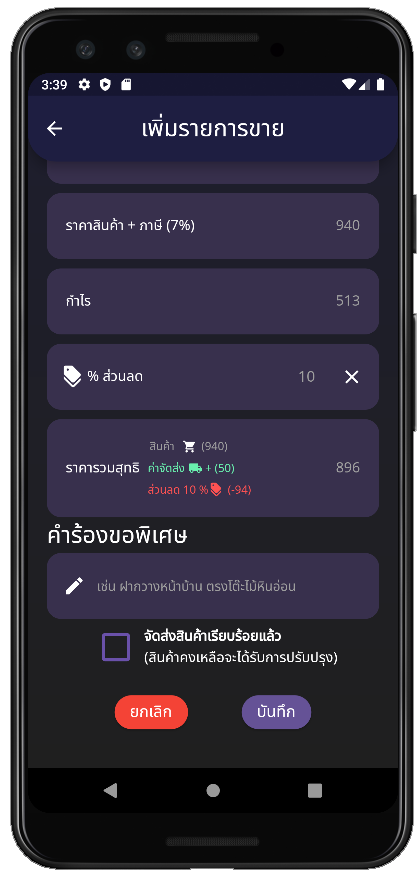 3:39
เพิ่มรายการขาย
ราคาสินค้า + ภาษี (7%) 940
กำไร 513
% ส่วนลด 10
สินค้า (940)
ราคารวมสุทธิ ค่าจัดส่ง + (50) 896
ส่วนลด 10 % (-94)
คำร้องขอพิเศษ
เช่น ฝากวางหน้าบ้าน ตรงโต๊ะไม้หินอ่อน
จัดส่งสินค้าเรียบร้อยแล้ว
(สินค้าคงเหลือจะได้รับการปรับปรุง)
ยกเลิก บันทึก